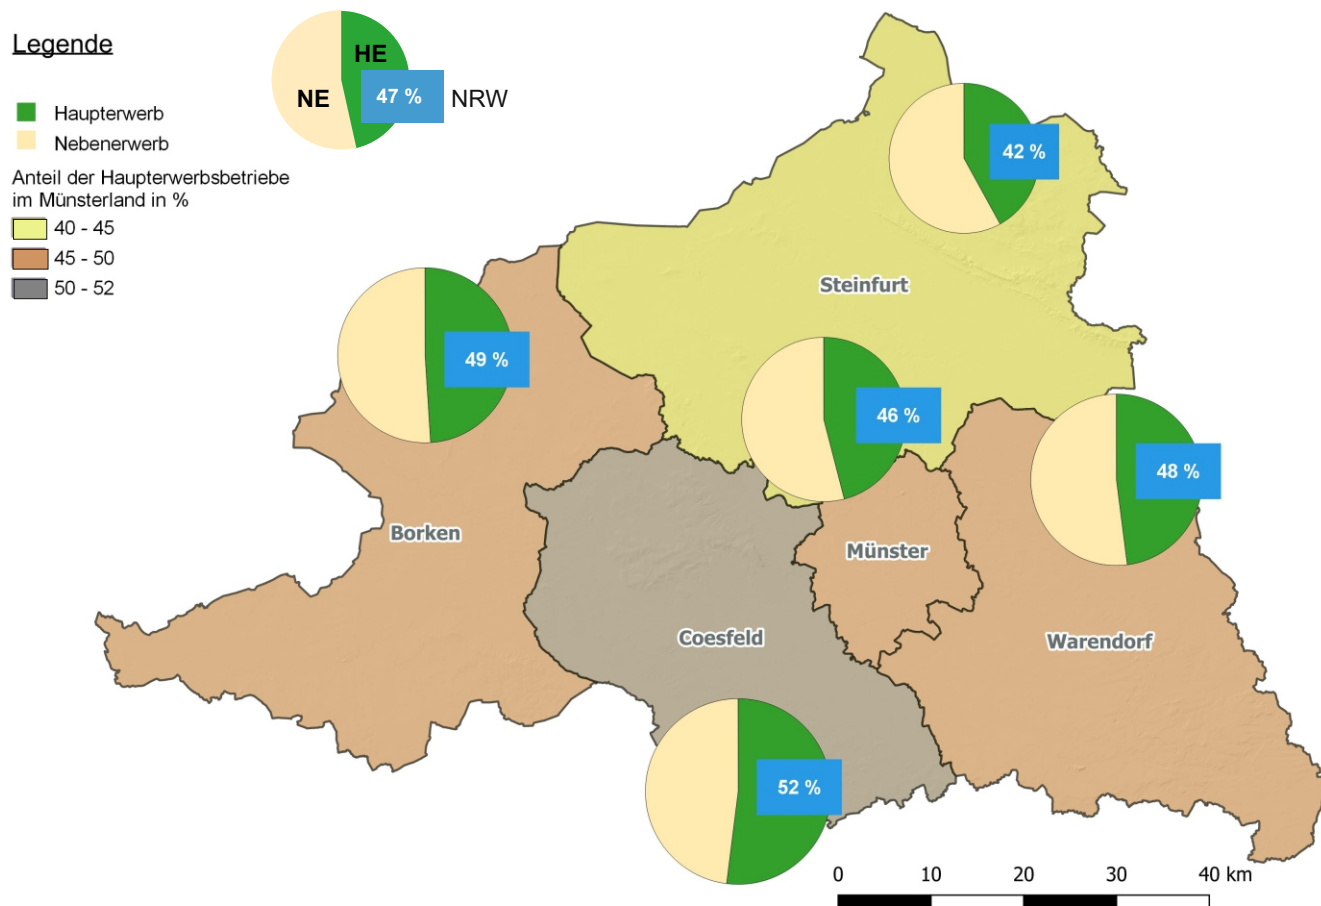 Legende
HE
NE
47 %
NRW
Haupterwerb
Nebenerwerb
Anteil der Haupterwerbsbetriebe
im Münsterland in %
40 - 45
45 - 50
50 - 52
42 %
Steinfurt
49 %
46 %
48 %
Borken
Münster
Coesfeld
Warendorf
52 %
0 10 20 30 40 km